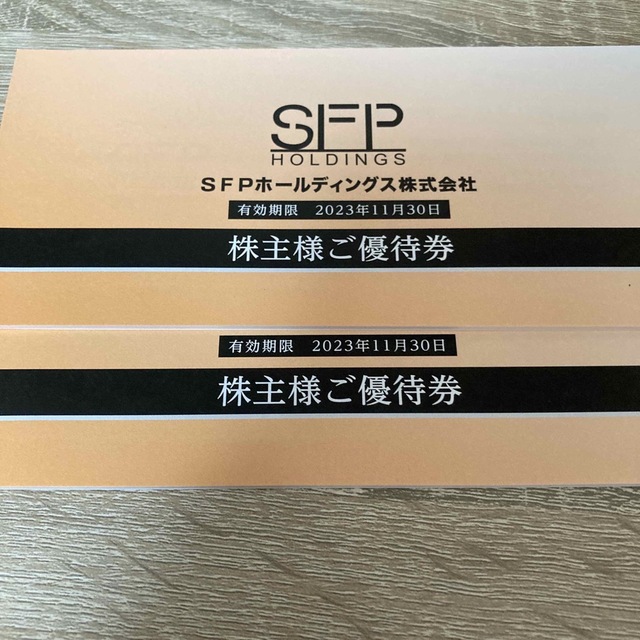 SFP
HOLDINGS
SFPホールディングス株式会社
有効期限 2023年11月30日
株主様ご優待券
有効期限 2023年11月30日
株主様ご優待券